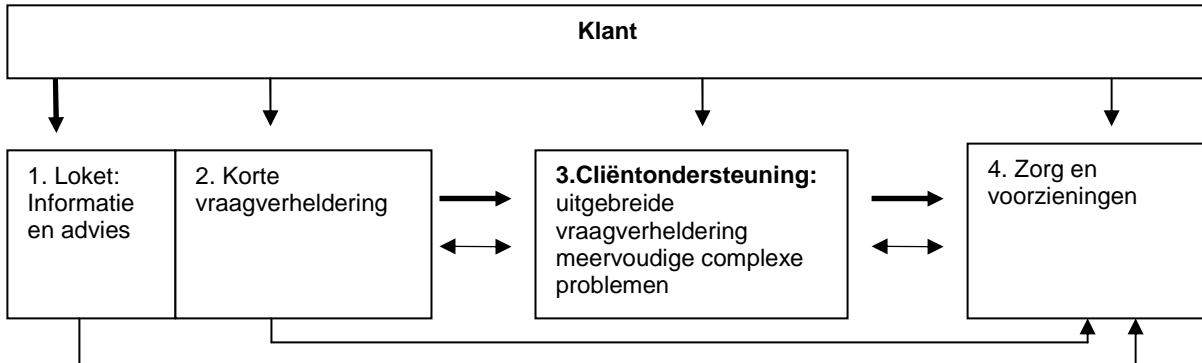 Klant
1. Loket:
Informatie
en advies
2. Korte
vraagverheldering
3.Cliëntondersteuning:
uitgebreide
vraagverheldering
meervoudige complexe
problemen
4. Zorg en
voorzieningen